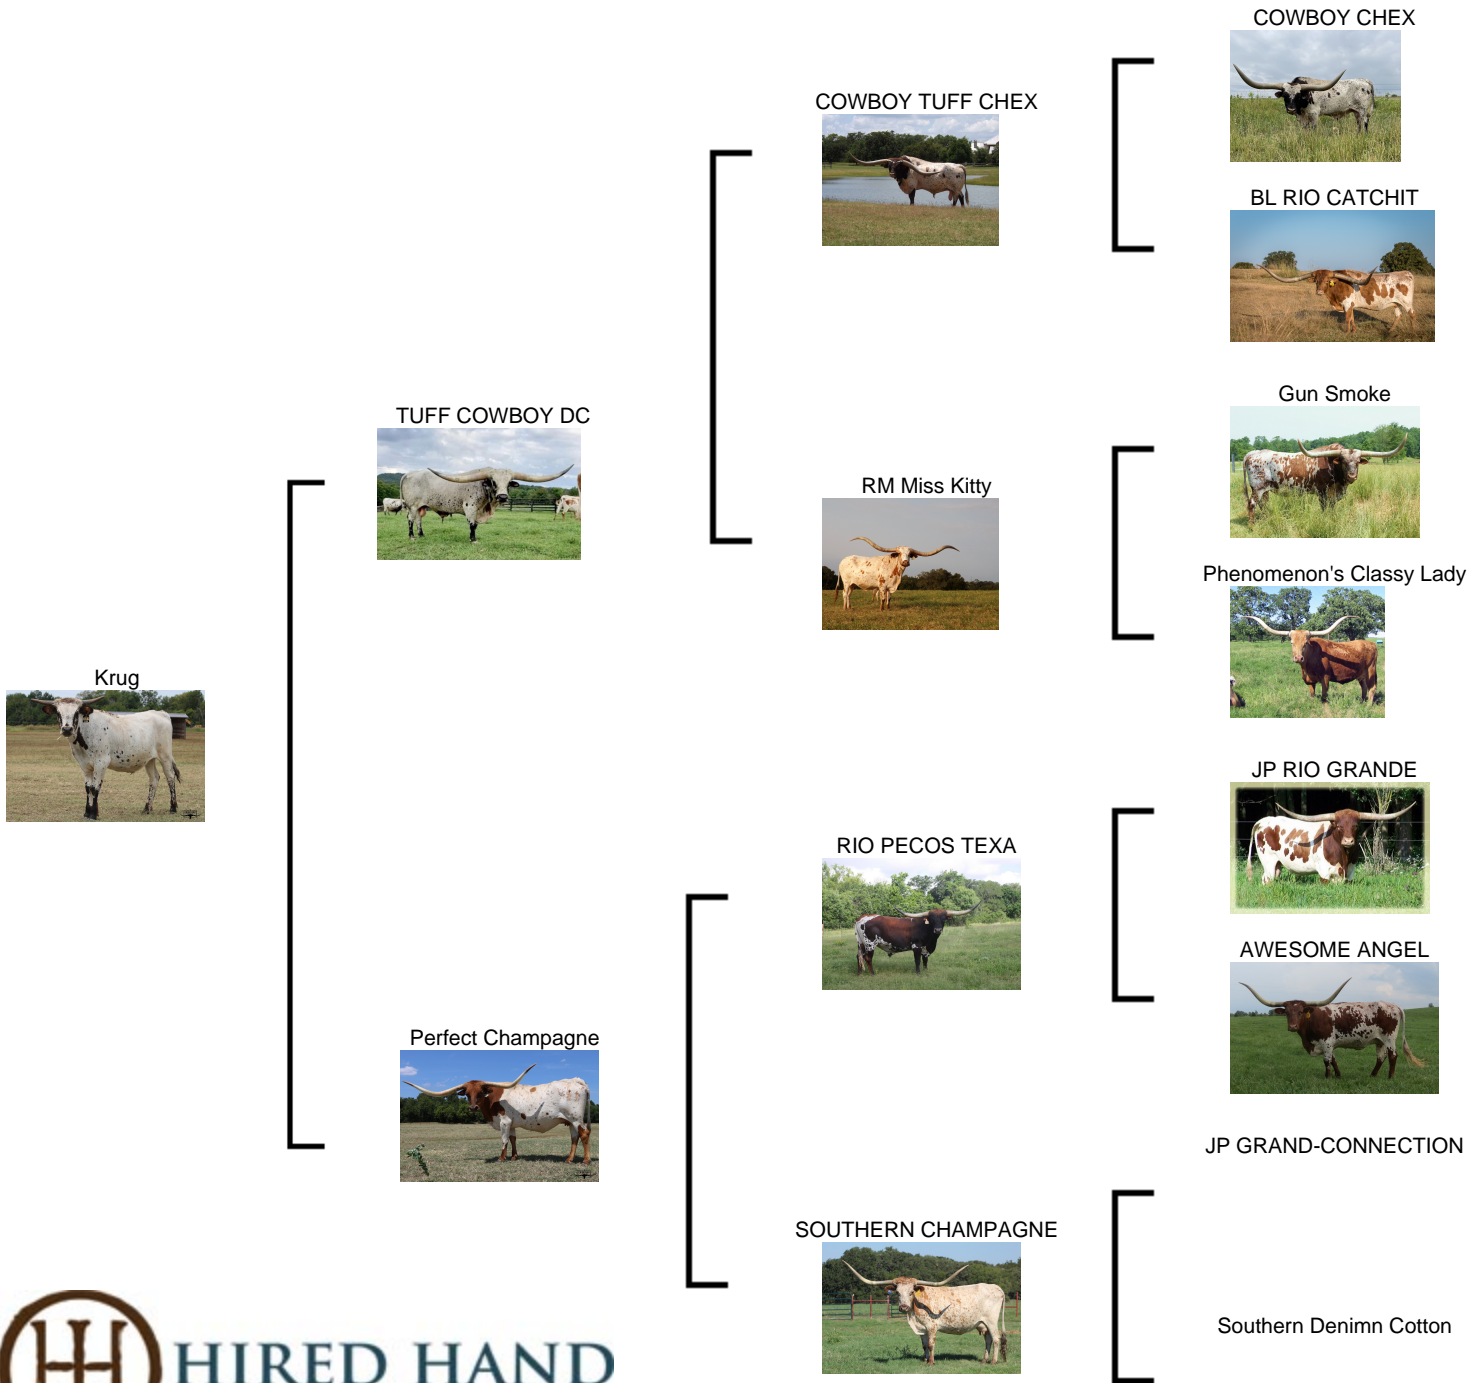 COWBOY CHEX
COWBOY TUFF CHEX
BL RIO CATCHIT
Gun Smoke
TUFF COWBOY DC
RM Miss Kitty
Phenomenon's Classy Lady
Krug
JP RIO GRANDE
RIO PECOS TEXA
AWESOME ANGEL
Perfect Champagne
JP GRAND-CONNECTION
SOUTHERN CHAMPAGNE
Southern Denimn Cotton
HIRED HAND